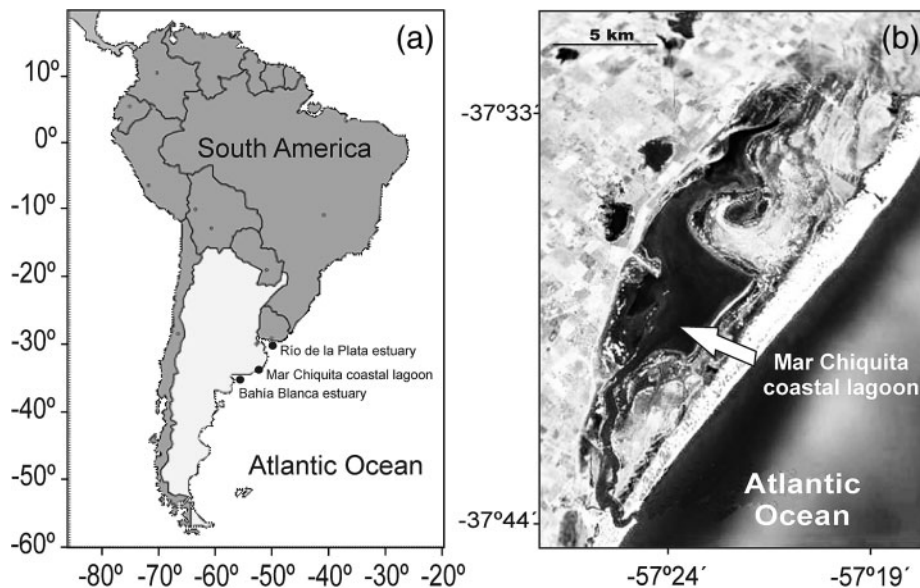 (a)
10º
0º
-10º
-20º
-30º
-40º
-50º
-60º
-80º
-70º
-60º
-50º
-40º
-30º
-20º
South America
Río de la Plata estuary
Mar Chiquita coastal lagoon
Bahía Blanca estuary
Atlantic Ocean
(b)
5 km
-37º33´
-37º44´
-57º24´
-57º19´
Mar Chiquita
coastal lagoon
Atlantic
Ocean